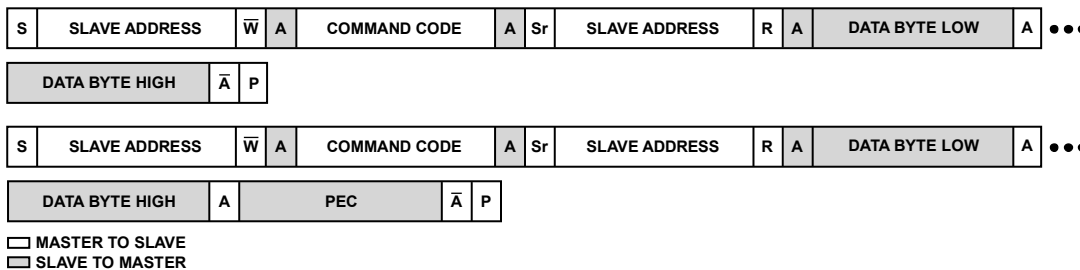 S SLAVE ADDRESS W̅ A COMMAND CODE A Sr SLAVE ADDRESS R A DATA BYTE LOW A •••
DATA BYTE HIGH A̅ P
S SLAVE ADDRESS W̅ A COMMAND CODE A Sr SLAVE ADDRESS R A DATA BYTE LOW A •••
DATA BYTE HIGH A PEC A̅ P
MASTER TO SLAVE
SLAVE TO MASTER